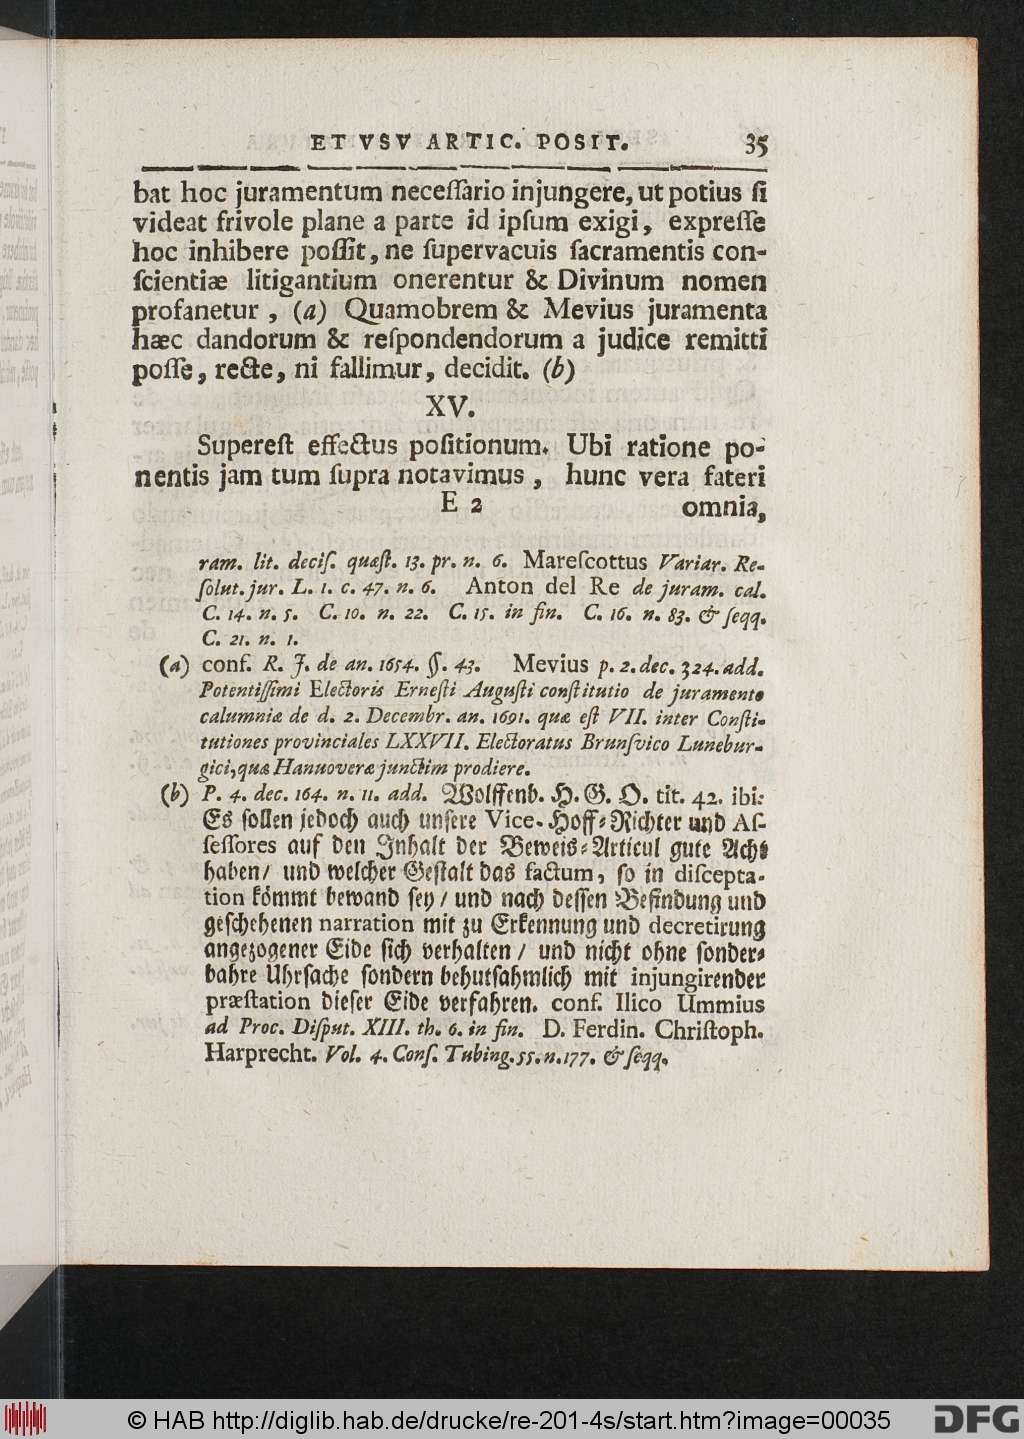 ET VSV ARTIC. POSIT. 35
bat hoc juramentum neceſſario injungere, ut potius ſi
videat frivole plane a parte id ipſum exigi, expreſſe
hoc inhibere poſſit, ne ſupervacuis ſacramentis con-
ſcientiæ litigantium onerentur & Divinum nomen
profanetur, (a) Quamobrem & Mevius juramenta
hæc dandorum & reſpondendorum a judice remitti
poſſe, recte, ni fallimur, decidit. (b)
XV.
Supereſt effectus poſitionum. Ubi ratione po-
nentis jam tum ſupra notavimus, hunc vera fateri
E 2 omnia,
ram. lit. deciſ. quæſt. 13. pr. n. 6. Mareſcottus Variar. Re-
ſolut. jur. L. 1. c. 47. n. 6. Anton del Re de juram. cal.
C. 14. n. 5. C. 10. n. 22. C. 15. in fin. C. 16. n. 83. & ſeqq.
C. 21. n. 1.
(a) conf. R. J. de an. 1654. §. 43. Mevius p. 2. dec. 324. add.
Potentiſſimi Electoris Erneſti Auguſti conſtitutio de juramento
calumniæ de d. 2. Decembr. an. 1691. quæ eſt VII. inter Conſti-
tutiones provinciales LXXVII. Electoratus Brunſvico Lunebur-
gici, quæ Hanuoveræ junctim prodiere.
(b) P. 4. dec. 164. n. 11. add. Wolffenb. H. G. O. tit. 42. ibi:
Es ſollen jedoch auch unſere Vice-Hoff-Richter und Aſ-
ſeſſores auf den Inhalt der Beweis-Articul gute Acht
haben/ und welcher Geſtalt das factum, ſo in diſcepta-
tion kömmt bewand ſey/ und nach deſſen Befindung und
geſchehenen narration mit zu Erkennung und decretirung
angezogener Eide ſich verhalten/ und nicht ohne ſonder-
bahre Uhrſache ſondern behutſahmlich mit injungirender
præſtation dieſer Eide verfahren. conf. Ilico Ummius
ad Proc. Diſput. XIII. th. 6. in fin. D. Ferdin. Chriſtoph.
Harprecht. Vol. 4. Conſ. Tubing. 55. n. 177. & ſeqq.
© HAB http://diglib.hab.de/drucke/re-201-4s/start.htm?image=00035
DFG